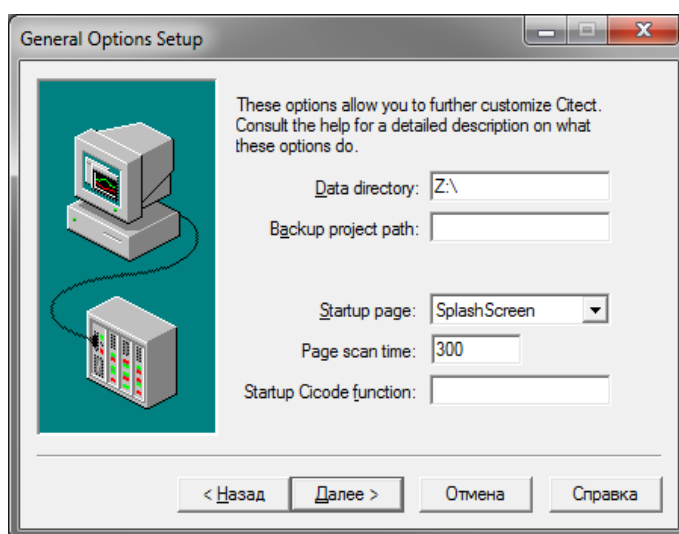 General Options Setup
These options allow you to further customize Citect.
Consult the help for a detailed description on what
these options do.
Data directory: Z:\
Backup project path:
Startup page: SplashScreen
Page scan time: 300
Startup Cicode function:
< Назад Далее > Отмена Справка